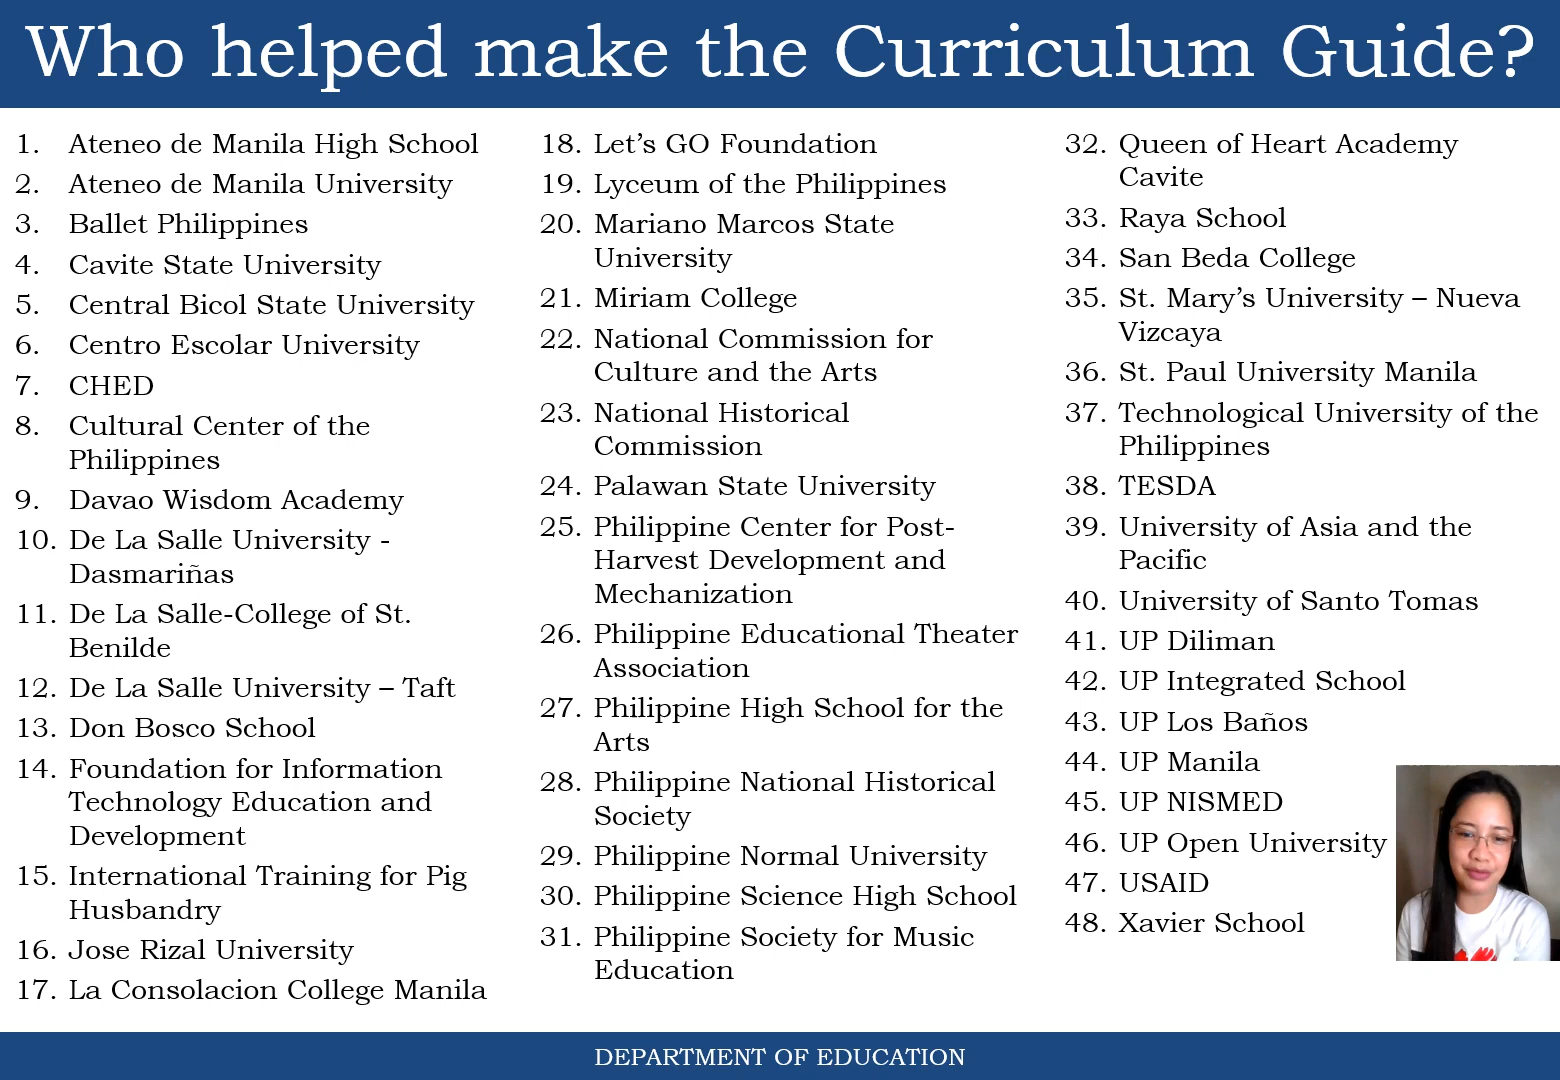 Who helped make the Curriculum Guide?
1. Ateneo de Manila High School
2. Ateneo de Manila University
3. Ballet Philippines
4. Cavite State University
5. Central Bicol State University
6. Centro Escolar University
7. CHED
8. Cultural Center of the
Philippines
9. Davao Wisdom Academy
10. De La Salle University -
Dasmariñas
11. De La Salle-College of St.
Benilde
12. De La Salle University – Taft
13. Don Bosco School
14. Foundation for Information
Technology Education and
Development
15. International Training for Pig
Husbandry
16. Jose Rizal University
17. La Consolacion College Manila
18. Let’s GO Foundation
19. Lyceum of the Philippines
20. Mariano Marcos State
University
21. Miriam College
22. National Commission for
Culture and the Arts
23. National Historical
Commission
24. Palawan State University
25. Philippine Center for Post-
Harvest Development and
Mechanization
26. Philippine Educational Theater
Association
27. Philippine High School for the
Arts
28. Philippine National Historical
Society
29. Philippine Normal University
30. Philippine Science High School
31. Philippine Society for Music
Education
32. Queen of Heart Academy
Cavite
33. Raya School
34. San Beda College
35. St. Mary’s University – Nueva
Vizcaya
36. St. Paul University Manila
37. Technological University of the
Philippines
38. TESDA
39. University of Asia and the
Pacific
40. University of Santo Tomas
41. UP Diliman
42. UP Integrated School
43. UP Los Baños
44. UP Manila
45. UP NISMED
46. UP Open University
47. USAID
48. Xavier School
DEPARTMENT OF EDUCATION